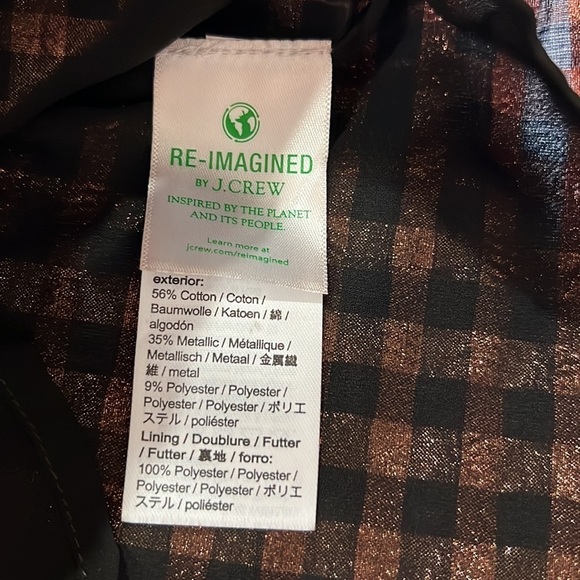 RE-IMAGINED
BY J.CREW
INSPIRED BY THE PLANET
AND ITS PEOPLE.
Learn more at
jcrew.com/reimagined
exterior:
56% Cotton / Coton /
Baumwolle / Katoen / 綿 /
algodón
35% Metallic / Métallique /
Metallisch / Metaal / 金属繊
維 / metal
9% Polyester / Polyester /
Polyester / Polyester / ポリエ
ステル / poliéster
Lining / Doublure / Futter
/ Futter / 裏地 / forro:
100% Polyester / Polyester /
Polyester / Polyester / ポリエ
ステル / poliéster